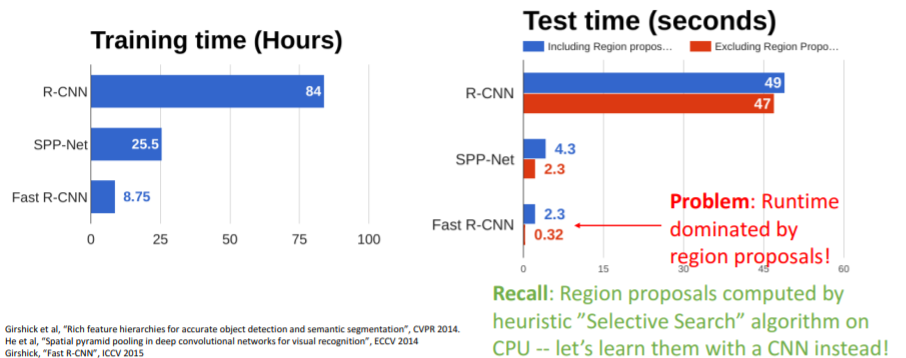 Training time (Hours)
R-CNN
84
SPP-Net
25.5
Fast R-CNN
8.75
0
25
50
75
100
Test time (seconds)
Including Region propos...
Excluding Region Propo...
R-CNN
49
47
SPP-Net
4.3
2.3
Fast R-CNN
2.3
0.32
0
15
30
45
60
Problem: Runtime
dominated by
region proposals!
Recall: Region proposals computed by
heuristic ”Selective Search” algorithm on
CPU -- let’s learn them with a CNN instead!
Girshick et al, “Rich feature hierarchies for accurate object detection and semantic segmentation”, CVPR 2014.
He et al, “Spatial pyramid pooling in deep convolutional networks for visual recognition”, ECCV 2014
Girshick, “Fast R-CNN”, ICCV 2015